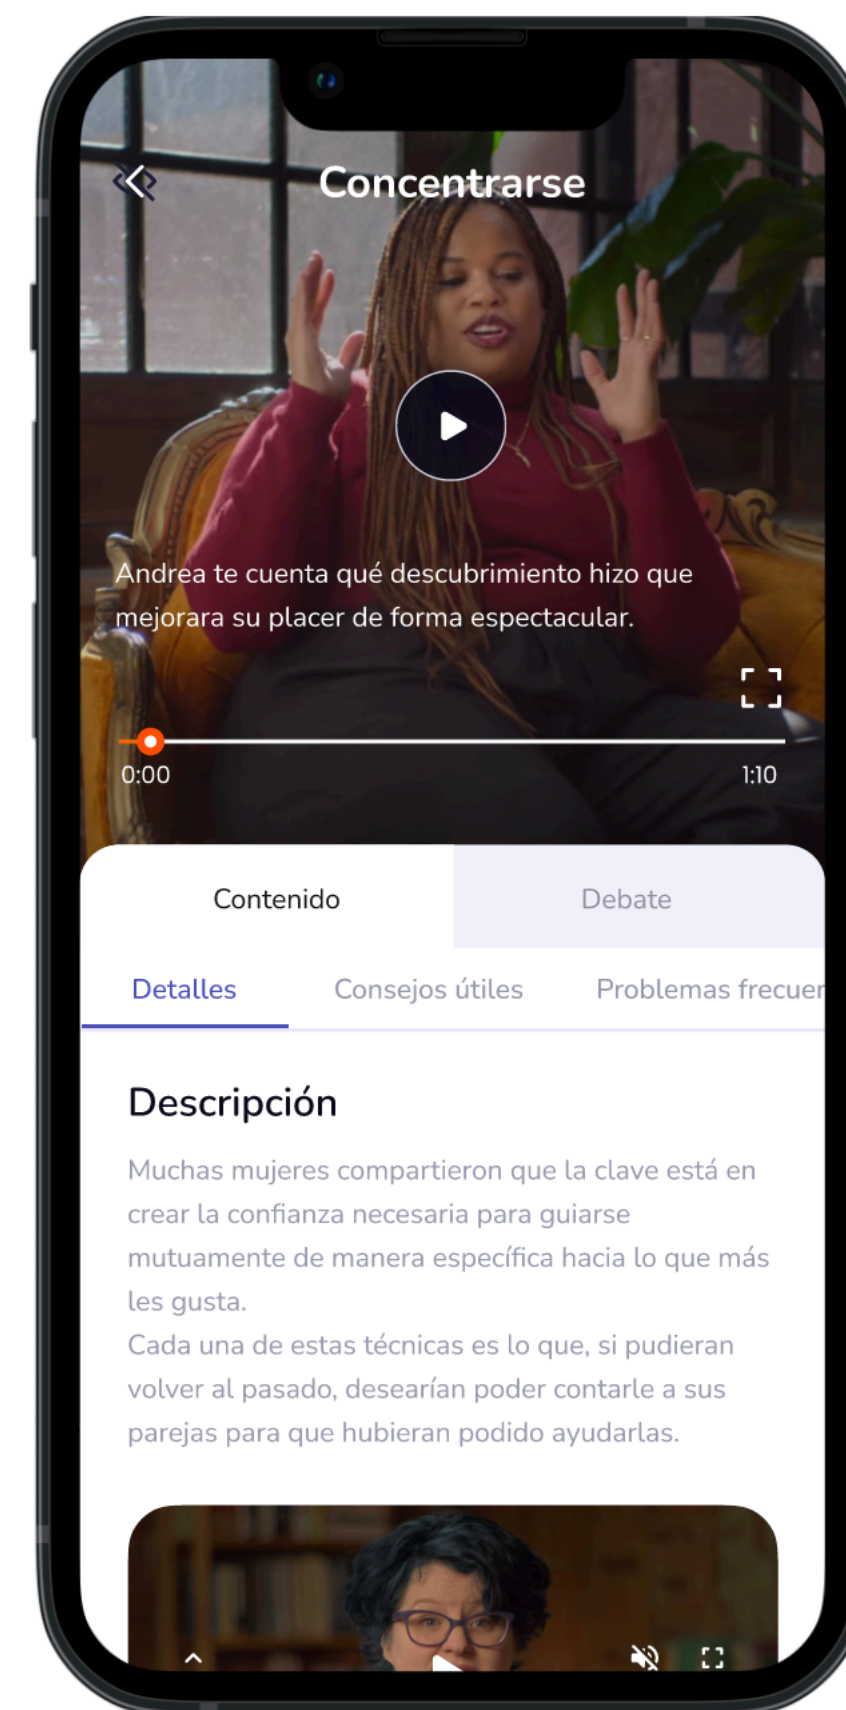 Concentrarse
Andrea te cuenta qué descubrimiento hizo que
mejorara su placer de forma espectacular.
0:00
1:10
Contenido
Debate
Detalles
Consejos útiles
Problemas
Descripción
Muchas mujeres compartieron que la clave está en
crear la confianza necesaria para guiarse
mutuamente de manera específica hacia lo que más
les gusta.
Cada una de estas técnicas es lo que, si pudieran
volver al pasado, desearían poder contarle a sus
parejas para que hubieran podido ayudarlas.